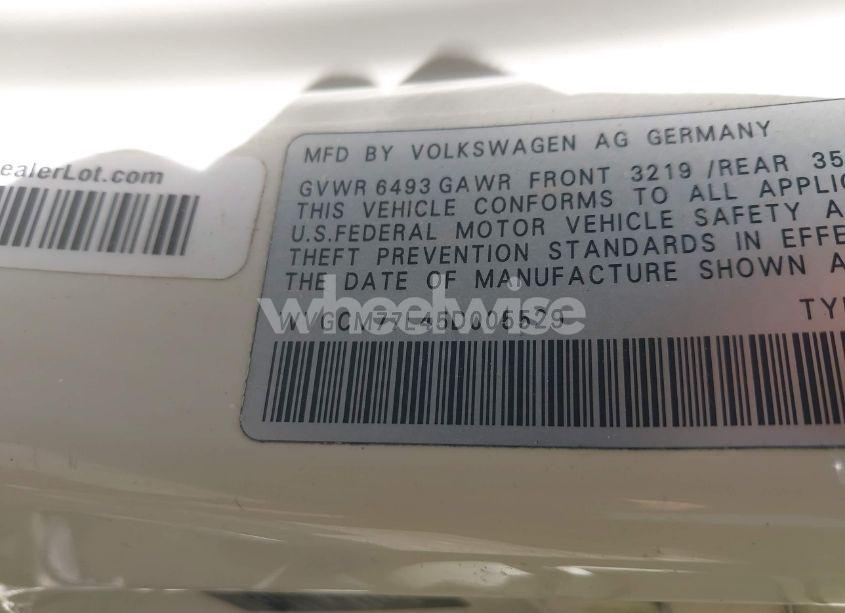 ealerLot.com
MFD BY VOLKSWAGEN AG GERMANY
GVWR 6493 GAWR FRONT 3219 /REAR 35
THIS VEHICLE CONFORMS TO ALL APPLIC
U.S.FEDERAL MOTOR VEHICLE SAFETY A
THEFT PREVENTION STANDARDS IN EFFE
THE DATE OF MANUFACTURE SHOWN A
wheelwise
TY